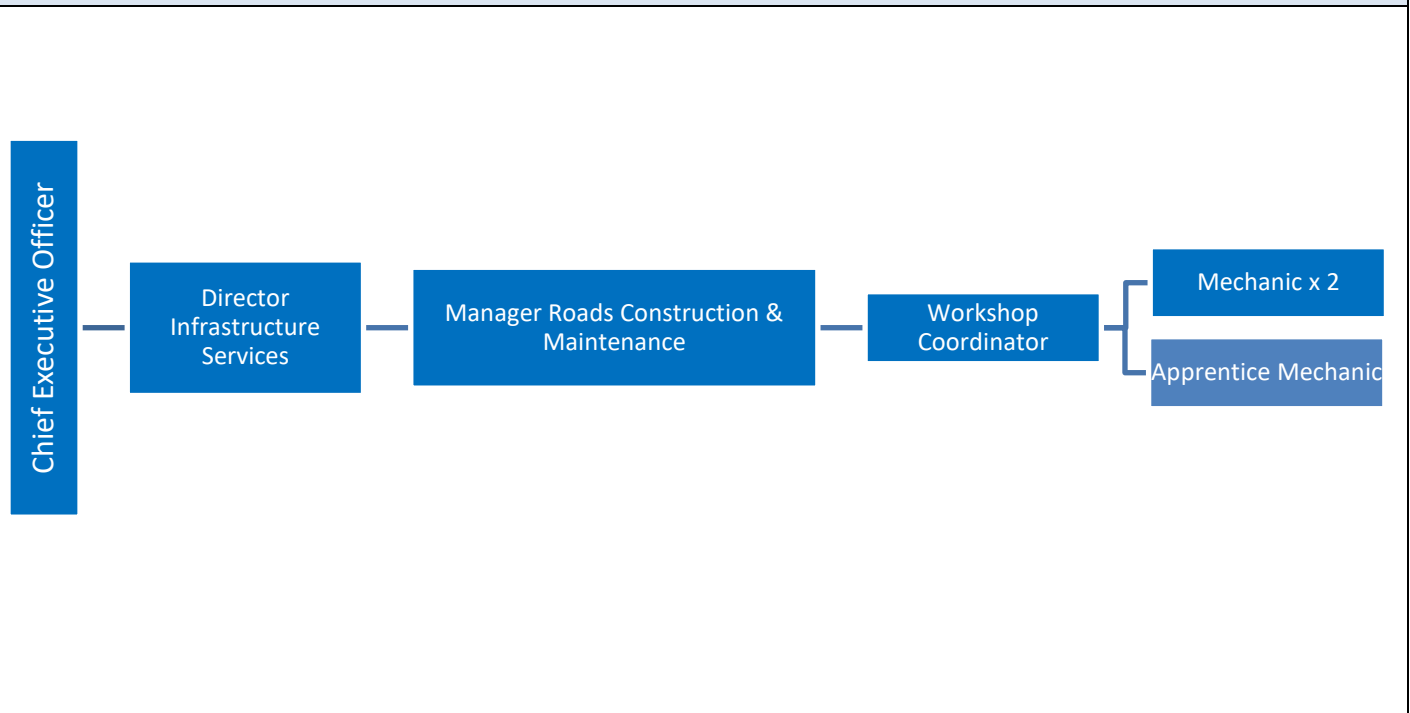 Chief Executive Officer
Director
Infrastructure
Services
Manager Roads Construction &
Maintenance
Workshop
Coordinator
Mechanic x 2
Apprentice Mechanic